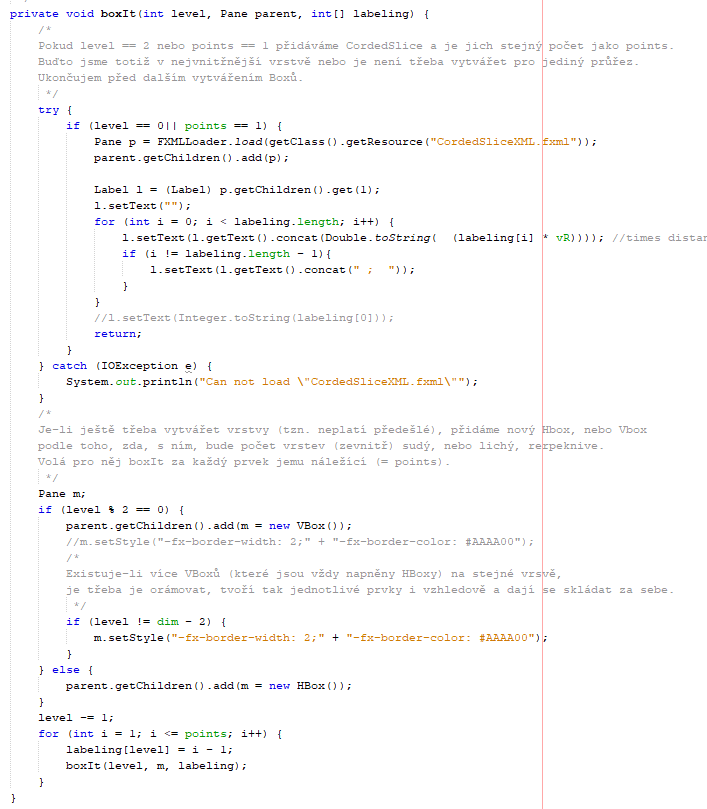 private void boxIt(int level, Pane parent, int[] labeling) {
/*
Pokud level == 2 nebo points == 1 přidáváme CordedSlice a je jich stejný počet jako points.
Buďto jsme totiž v nejvnitřnější vrstvě nebo je není třeba vytvářet pro jediný průřez.
Ukončujem před dalším vytvářením Boxů.
*/
try {
if (level == 0|| points == 1) {
Pane p = FXMLLoader.load(getClass().getResource("CordedSliceXML.fxml"));
parent.getChildren().add(p);
Label l = (Label) p.getChildren().get(1);
l.setText("");
for (int i = 0; i < labeling.length; i++) {
l.setText(l.getText().concat(Double.toString(  (labeling[i] * vR)))); //times distan
if (i != labeling.length - 1){
l.setText(l.getText().concat(" ;  "));
}
}
//l.setText(Integer.toString(labeling[0]));
return;
}
} catch (IOException e) {
System.out.println("Can not load \"CordedSliceXML.fxml\"");
}
/*
Je-li ještě třeba vytvářet vrstvy (tzn. neplatí předešlé), přidáme nový Hbox, nebo Vbox
podle toho, zda, s ním, bude počet vrstev (zevnitř) sudý, nebo lichý, rerpeknive.
Volá pro něj boxIt za každý prvek jemu náležící (= points).
*/
Pane m;
if (level % 2 == 0) {
parent.getChildren().add(m = new VBox());
//m.setStyle("-fx-border-width: 2;" + "-fx-border-color: #AAAA00");
/*
Existuje-li více VBoxů (které jsou vždy napněny HBoxy) na stejné vrsvě,
je třeba je orámovat, tvoří tak jednotlivé prvky i vzhledově a dají se skládat za sebe.
*/
if (level != dim - 2) {
m.setStyle("-fx-border-width: 2;" + "-fx-border-color: #AAAA00");
}
} else {
parent.getChildren().add(m = new HBox());
}
level -= 1;
for (int i = 1; i <= points; i++) {
labeling[level] = i - 1;
boxIt(level, m, labeling);
}
}